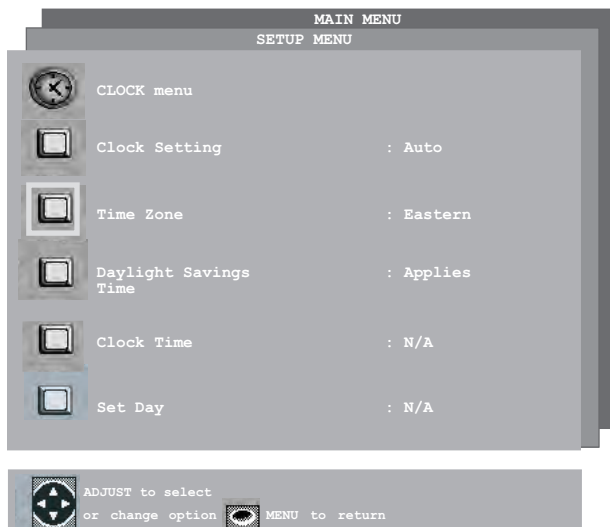 MAIN MENU
SETUP MENU
CLOCK menu
Clock Setting : Auto
Time Zone : Eastern
Daylight Savings : Applies
Time
Clock Time : N/A
Set Day : N/A
ADJUST to select
or change option MENU to return